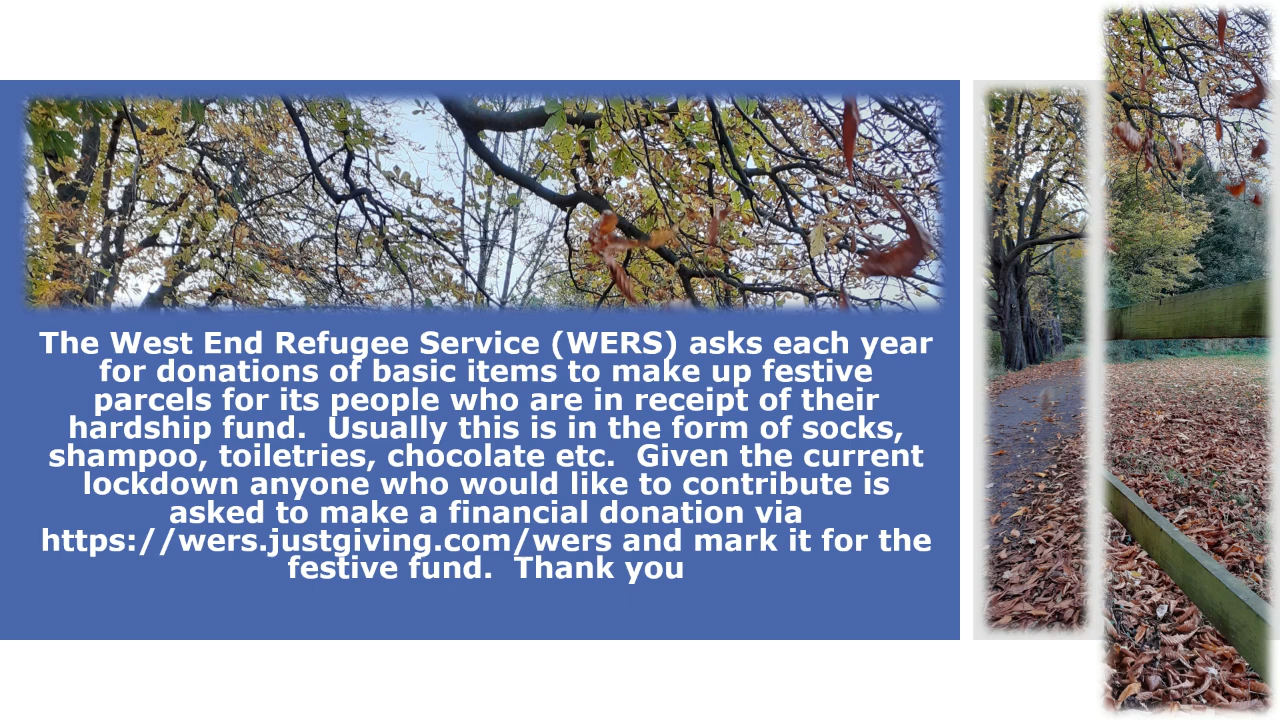 The West End Refugee Service (WERS) asks each year
for donations of basic items to make up festive
parcels for its people who are in receipt of their
hardship fund.  Usually this is in the form of socks,
shampoo, toiletries, chocolate etc.  Given the current
lockdown anyone who would like to contribute is
asked to make a financial donation via
https://wers.justgiving.com/wers and mark it for the
festive fund.  Thank you